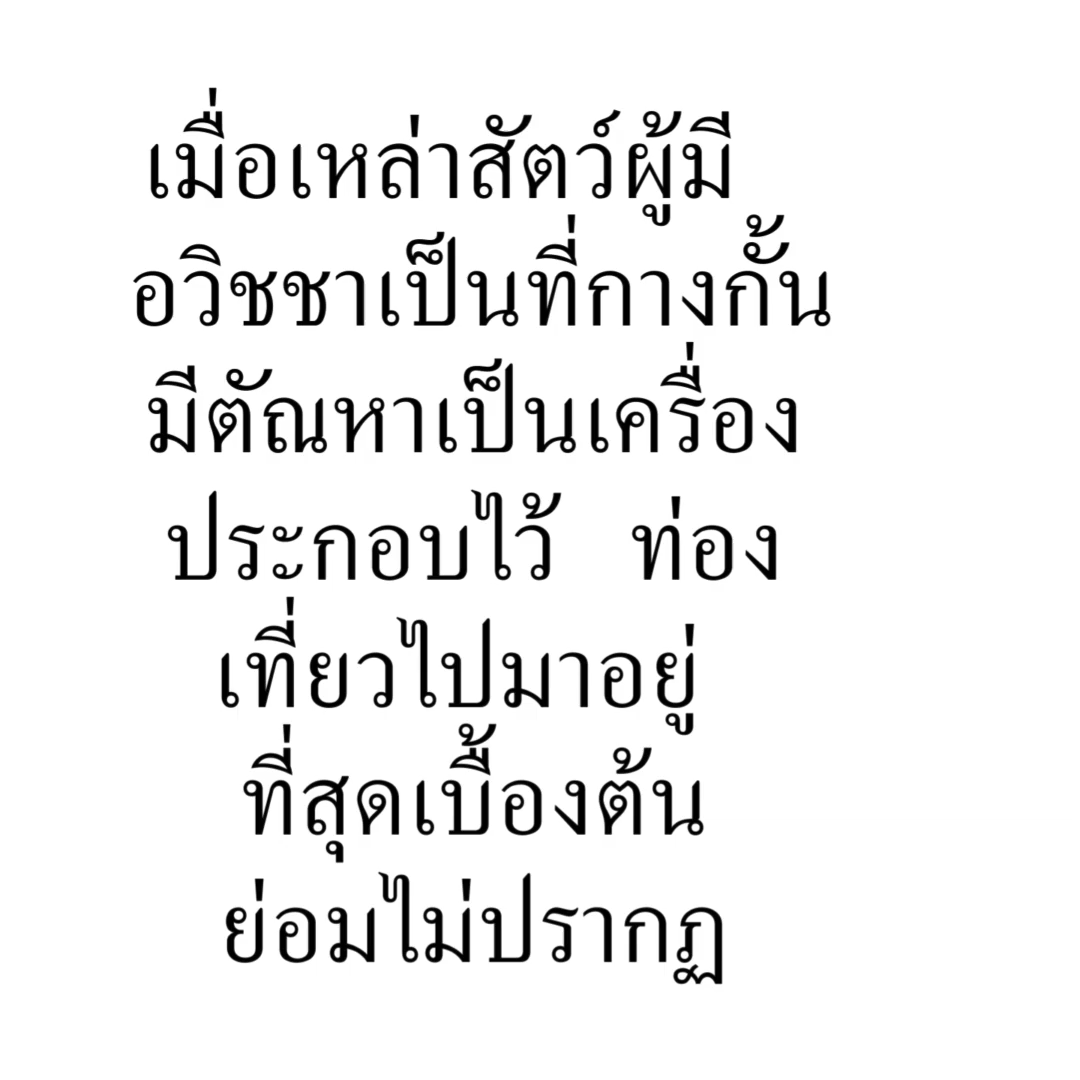 เมื่อเหล่าสัตว์ผู้มี
อวิชชาเป็นที่กางกั้น
มีตัณหาเป็นเครื่อง
ประกอบไว้ ท่อง
เที่ยวไปมาอยู่
ที่สุดเบื้องต้น
ย่อมไม่ปรากฏ